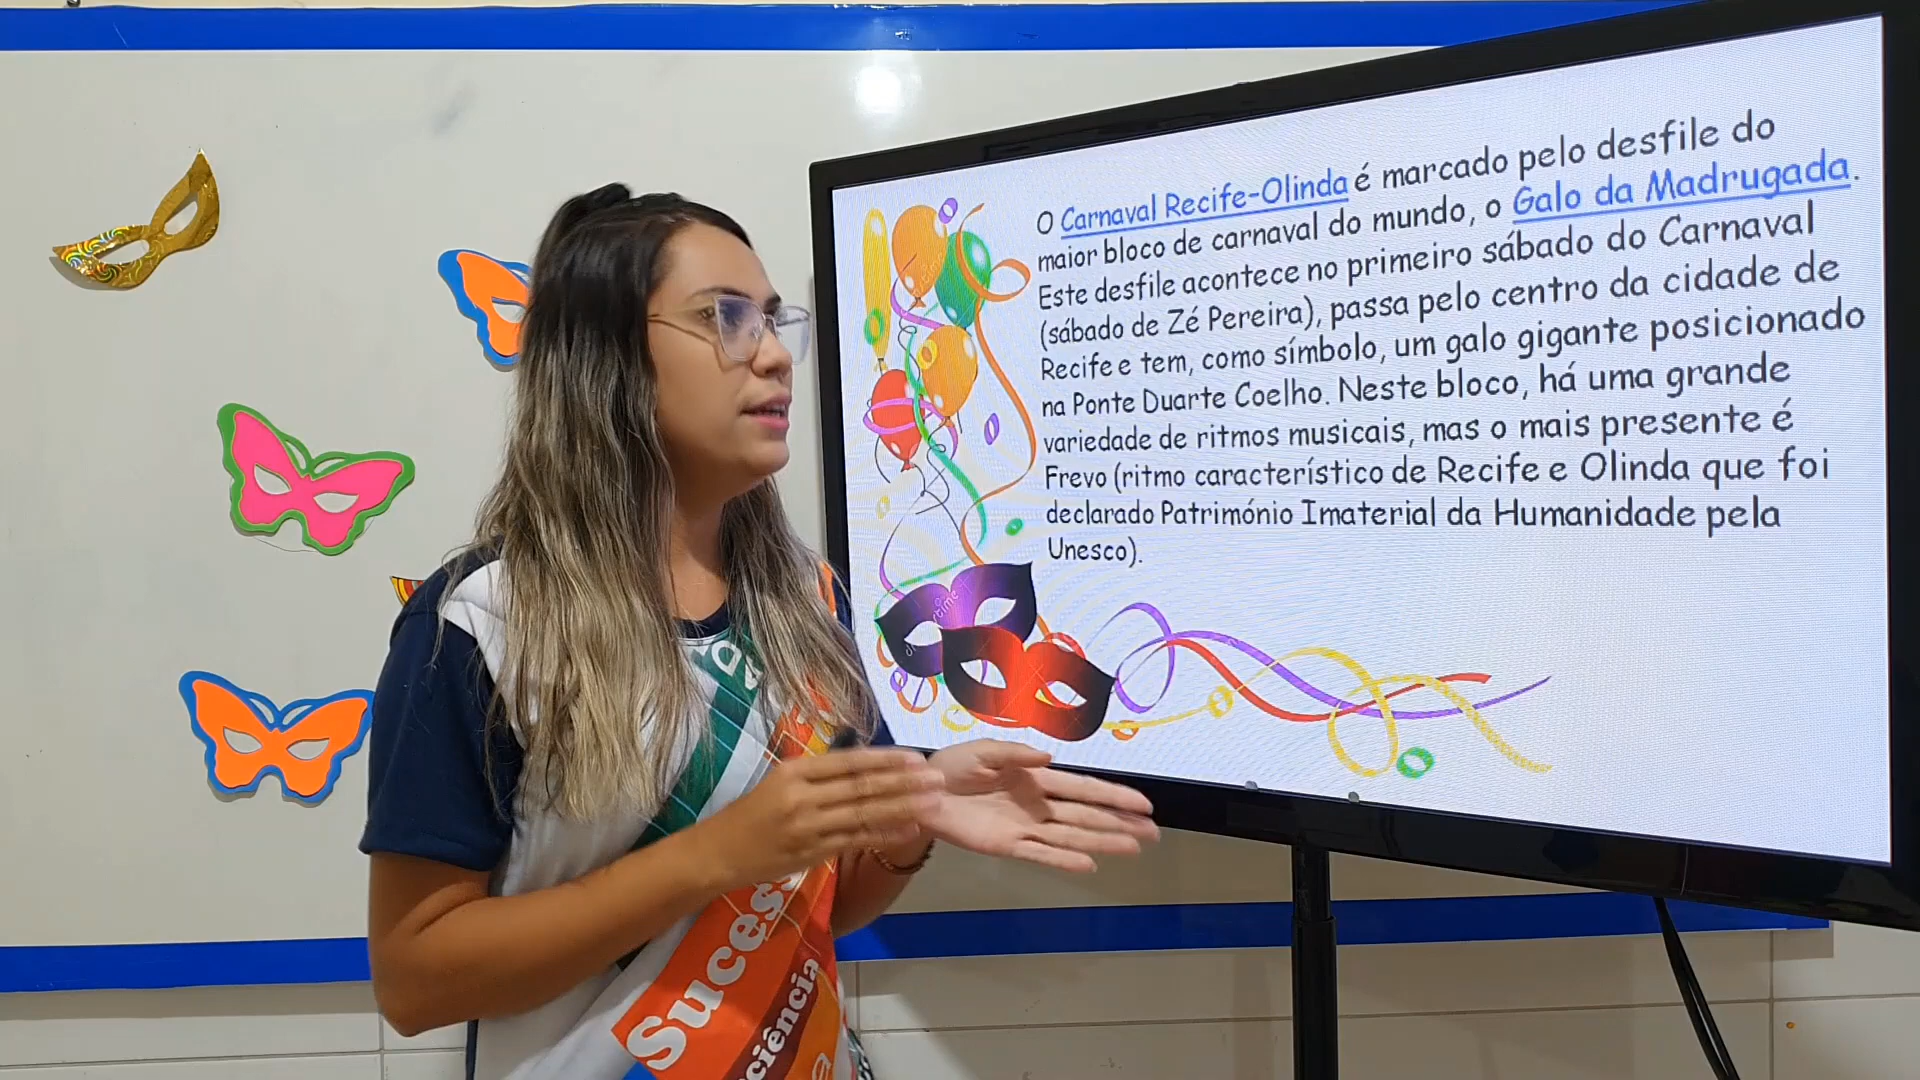 O Carnaval Recife-Olinda é marcado pelo desfile do
maior bloco de carnaval do mundo, o Galo da Madrugada.
Este desfile acontece no primeiro sábado do Carnaval
(sábado de Zé Pereira), passa pelo centro da cidade de
Recife e tem, como símbolo, um galo gigante posicionado
na Ponte Duarte Coelho. Neste bloco, há uma grande
variedade de ritmos musicais, mas o mais presente é
Frevo (ritmo característico de Recife e Olinda que foi
declarado Património Imaterial da Humanidade pela
Unesco).